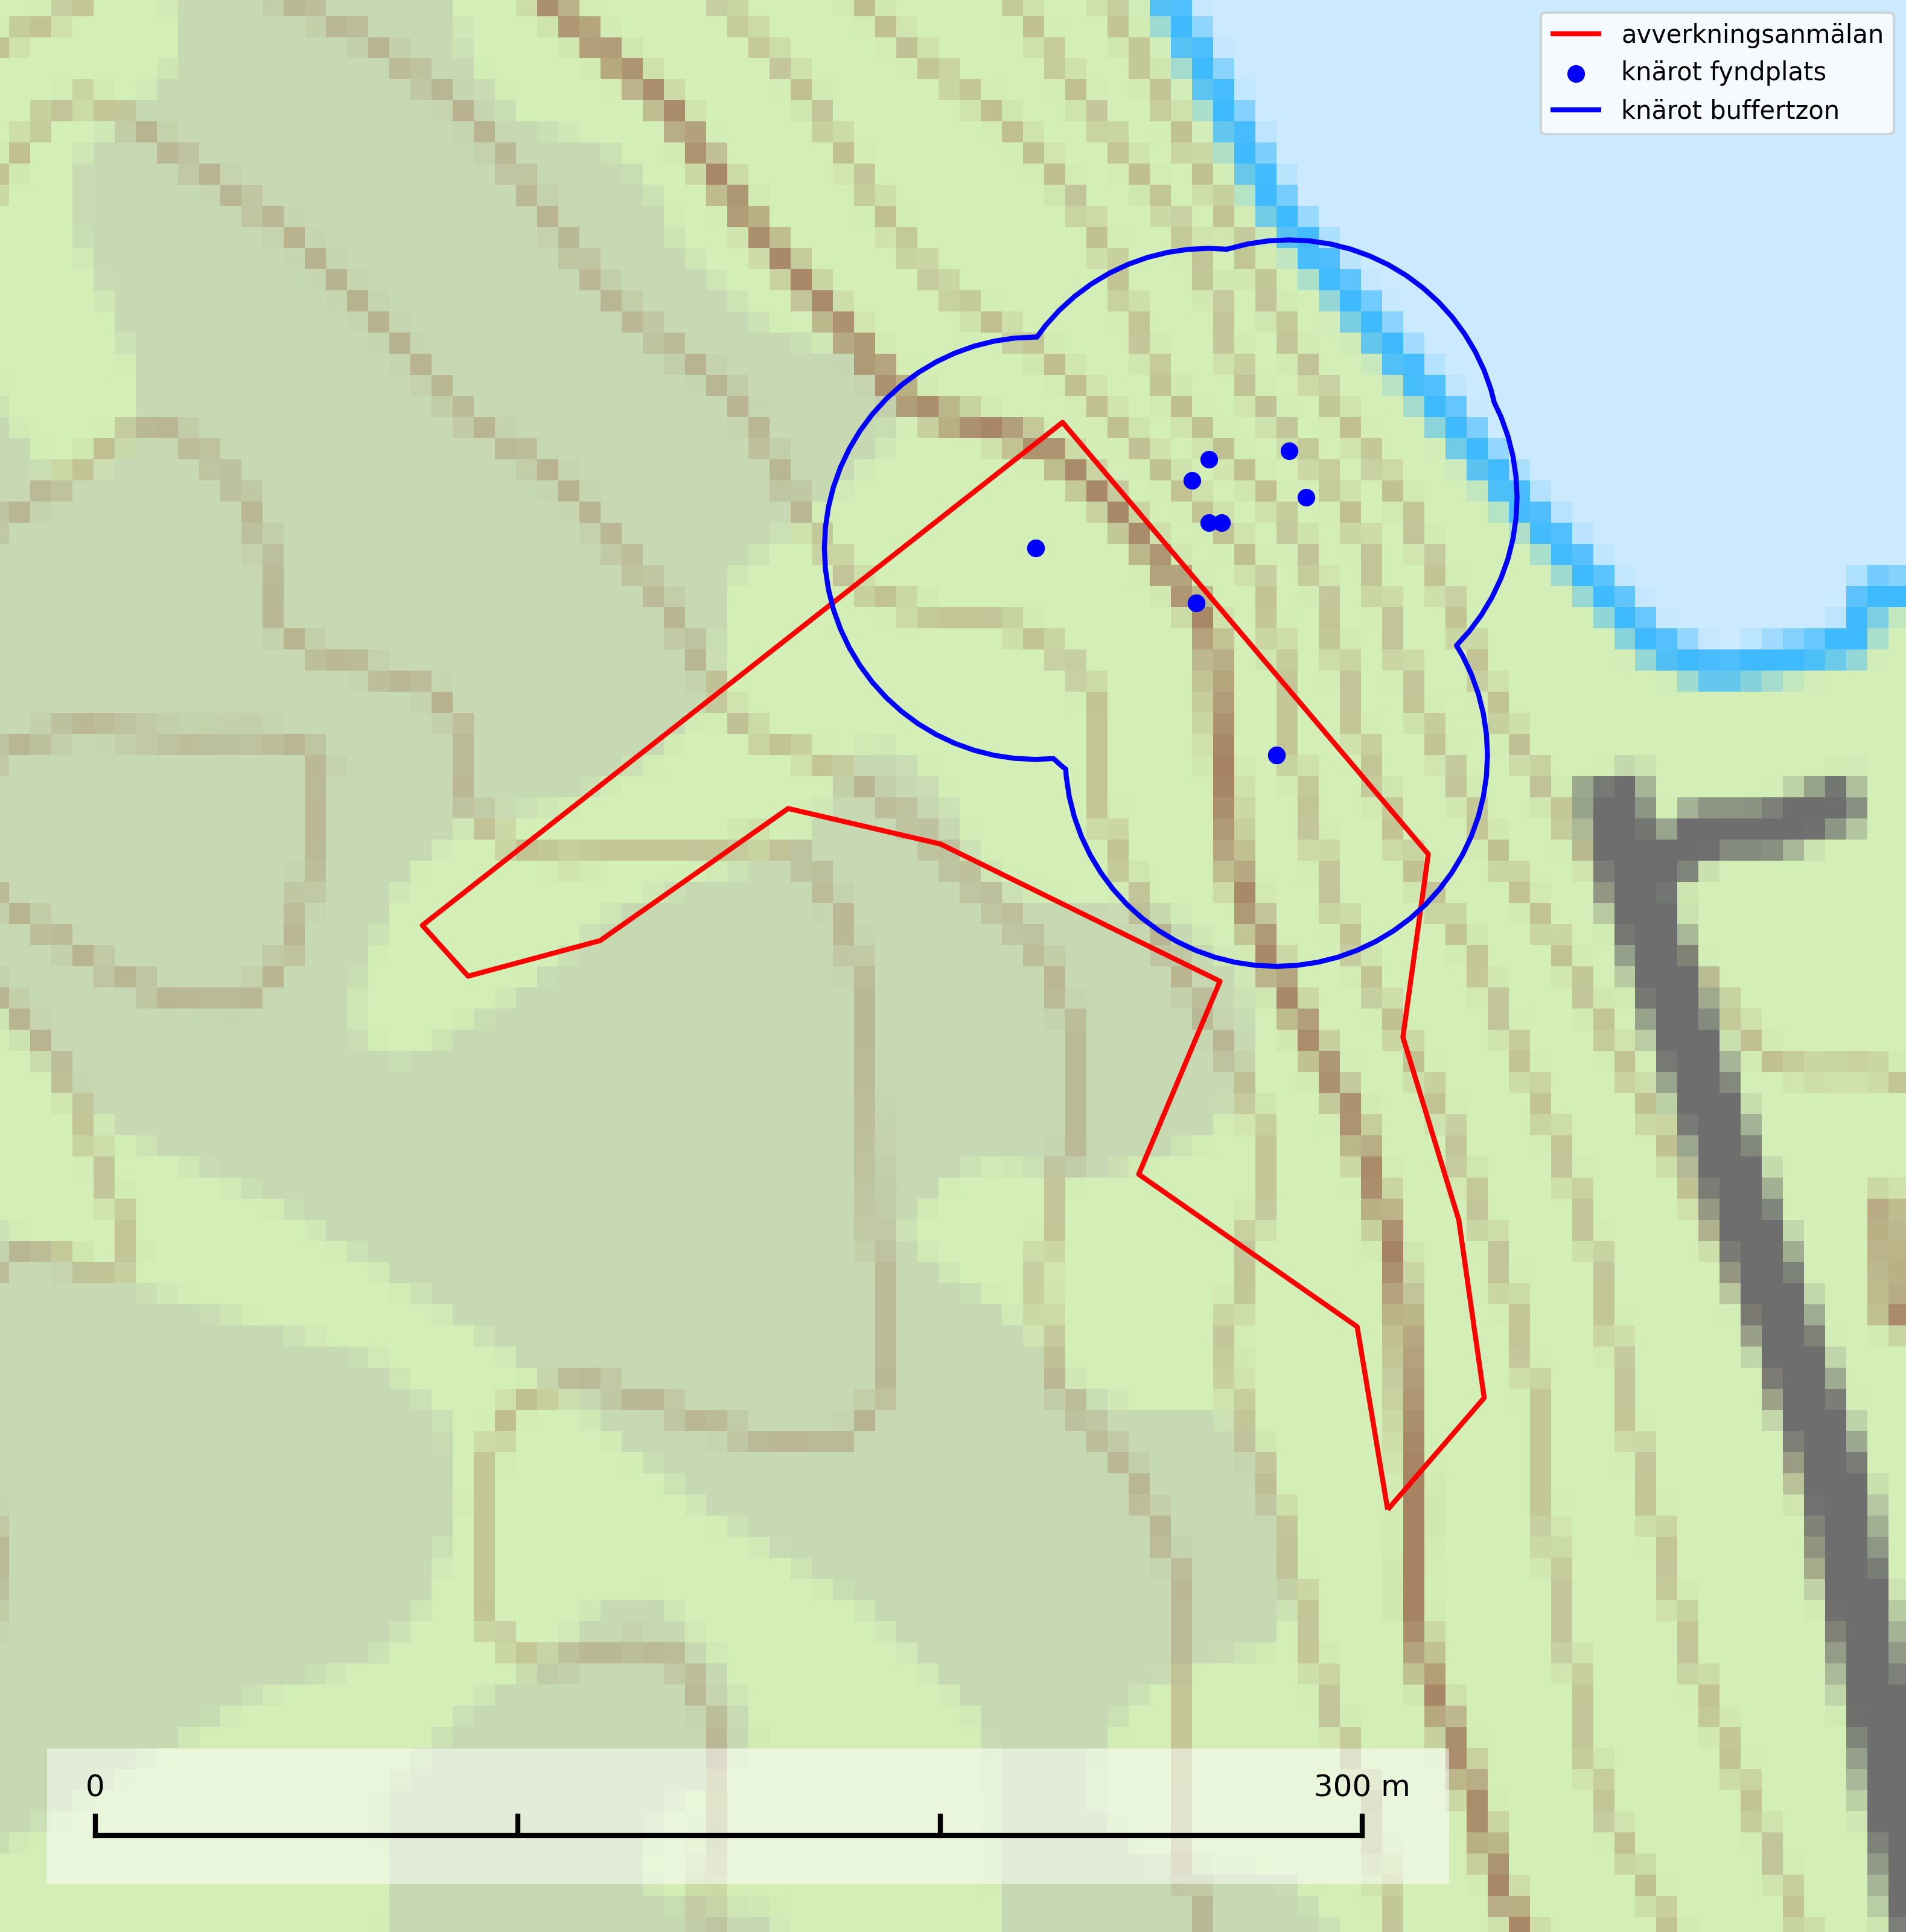 avverkningsanmälan
knärot fyndplats
knärot buffertzon
0 300 m